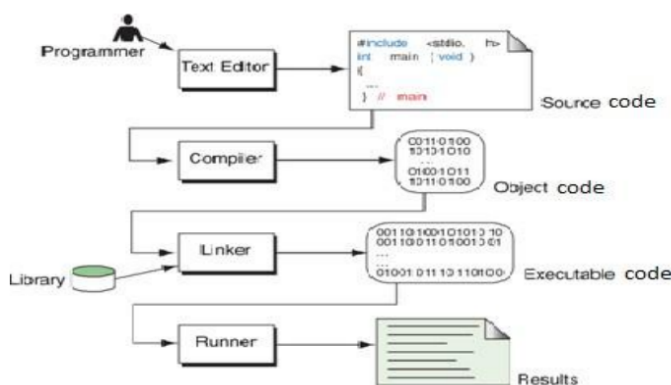 Programmer
Text Editor
#include <stdio. h>
int main ( void )
{
...
} // main
Source code
Compiler
...
Object code
Library
Linker
...
...
Executable code
Runner
Results